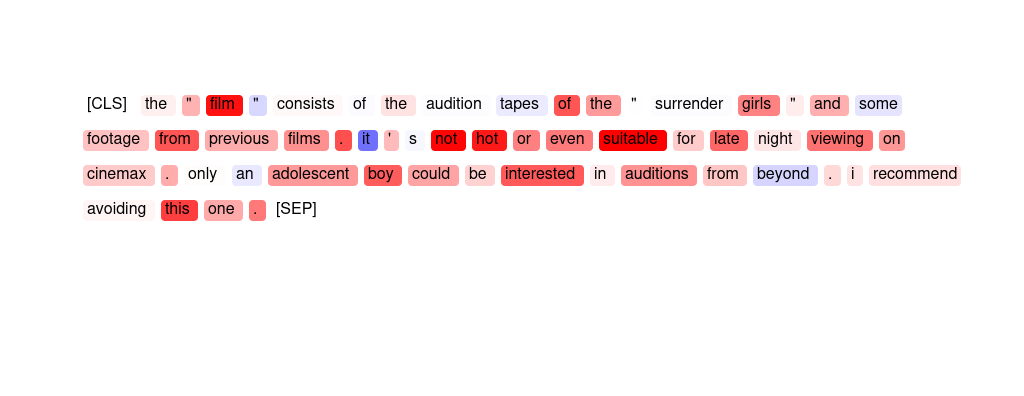 [CLS] the " film " consists of the audition tapes of the " surrender girls " and some
footage from previous films . it ' s not hot or even suitable for late night viewing on
cinemax . only an adolescent boy could be interested in auditions from beyond . i recommend
avoiding this one . [SEP]